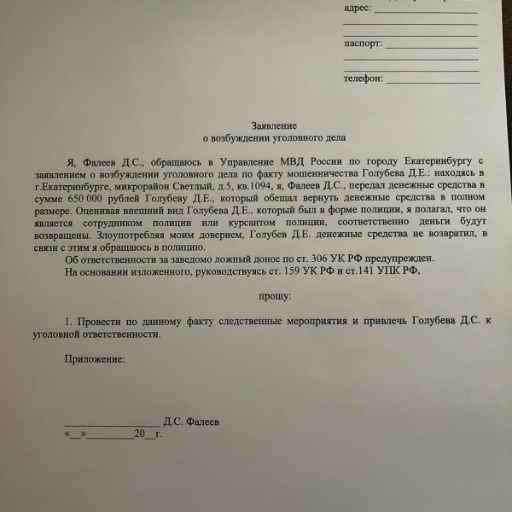 адрес: ____________________
____________________
____________________
паспорт: ____________________
____________________
____________________
телефон: ____________________
Заявление
о возбуждении уголовного дела
Я, Фалеев Д.С., обращаюсь в Управление МВД России по городу Екатеринбургу с
заявлением о возбуждении уголовного дела по факту мошенничества Голубева Д.Е.: находясь в
г.Екатеринбурге, микрорайон Светлый, д.5, кв.1094, я, Фалеев Д.С., передал денежные средства в
сумме 650 000 рублей Голубеву Д.Е., который обещал вернуть денежные средства в полном
размере. Оценивая внешний вид Голубева Д.Е., который был в форме полиции, я полагал, что он
является сотрудником полиции или курсантом полиции, соответственно деньги будут
возвращены. Злоупотребляя моим доверием, Голубев Д.Е. денежные средства не возвратил, в
связи с этим я обращаюсь в полицию.
Об ответственности за заведомо ложный донос по ст. 306 УК РФ предупрежден.
На основании изложенного, руководствуясь ст. 159 УК РФ и ст.141 УПК РФ,
прошу:
1. Провести по данному факту следственные мероприятия и привлечь Голубева Д.С. к
уголовной ответственности.
Приложение:
____________________ Д.С. Фалеев
«__»__________20__г.